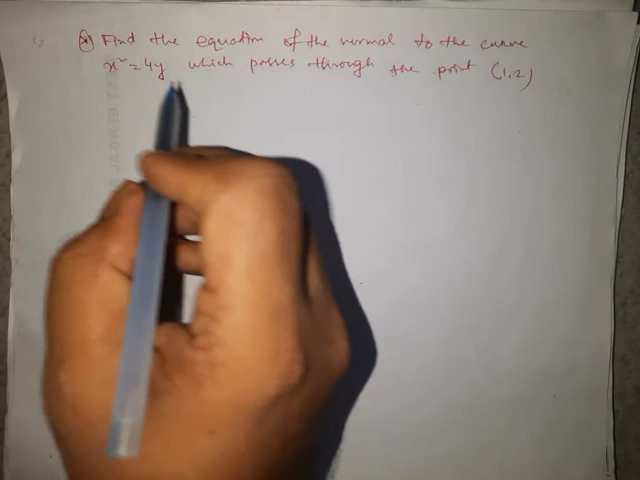 Find the equation of the normal to the curve
x² = 4y which passes through the point (1,2)